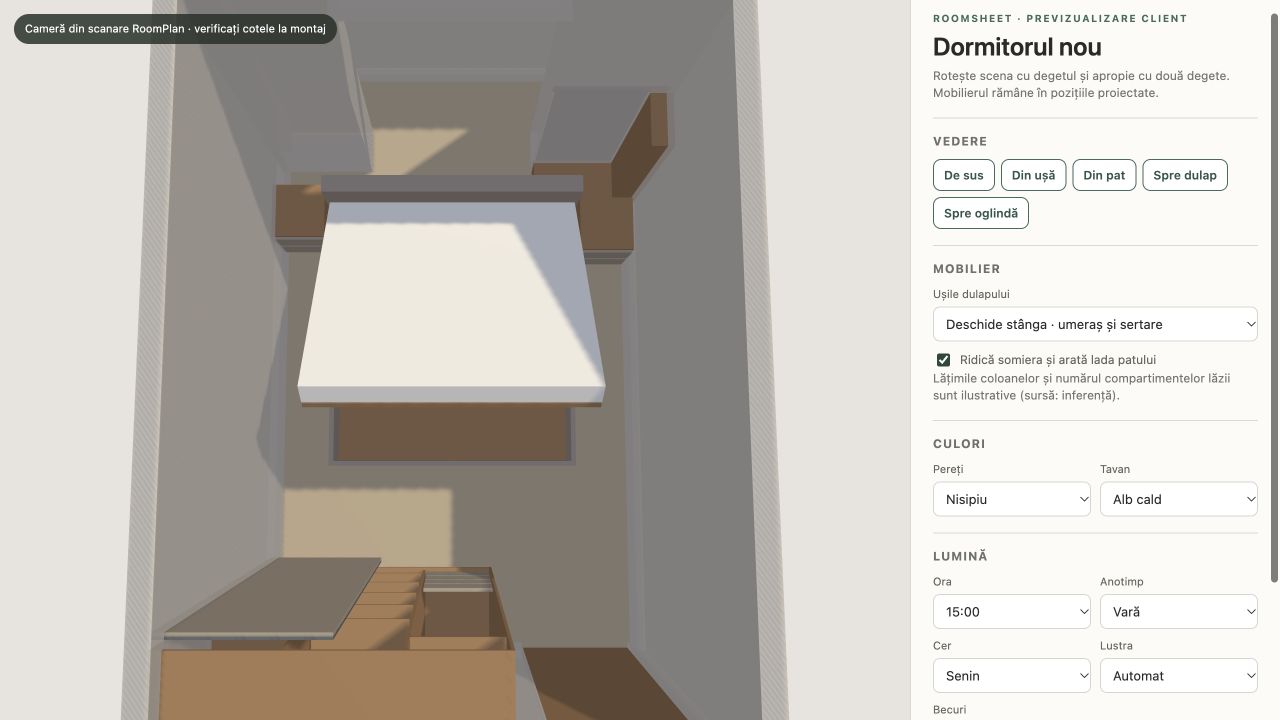 Cameră din scanare RoomPlan · verificați cotele la montaj
ROOMSHEET · PREVIZUALIZARE CLIENT
Dormitorul nou
Rotește scena cu degetul și apropie cu două degete.
Mobilierul rămâne în pozițiile proiectate.
VEDERE
De sus
Din ușă
Din pat
Spre dulap
Spre oglindă
MOBILIER
Ușile dulapului
Deschide stânga · umeraș și sertare
Ridică somiera și arată lada patului
Lățimile coloanelor și numărul compartimentelor lăzii
sunt ilustrative (sursă: inferență).
CULORI
Pereți
Tavan
Nisipiu
Alb cald
LUMINĂ
Ora
Anotimp
15:00
Vară
Cer
Lustra
Senin
Automat
Becuri